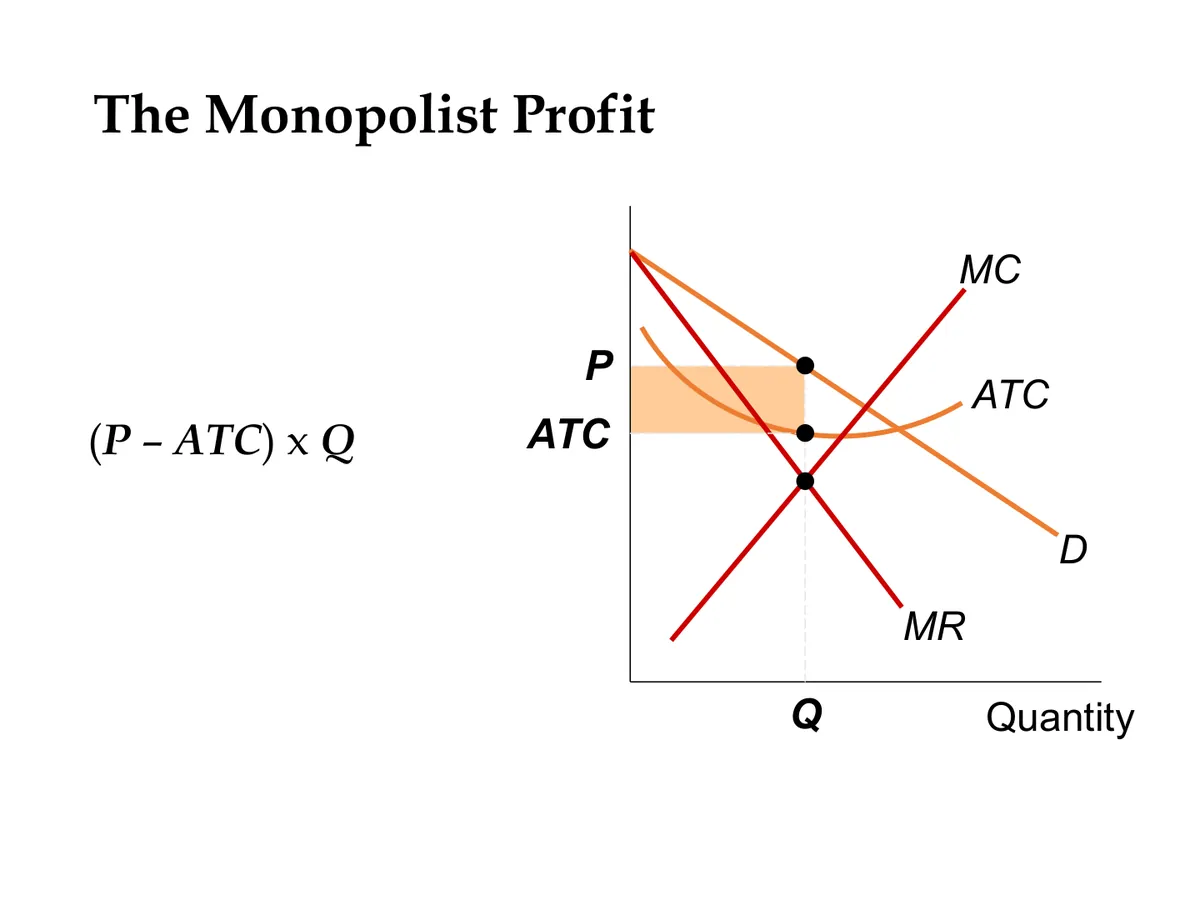 The Monopolist Profit
(P – ATC) x Q
MC
P
ATC
ATC
D
MR
Q
Quantity